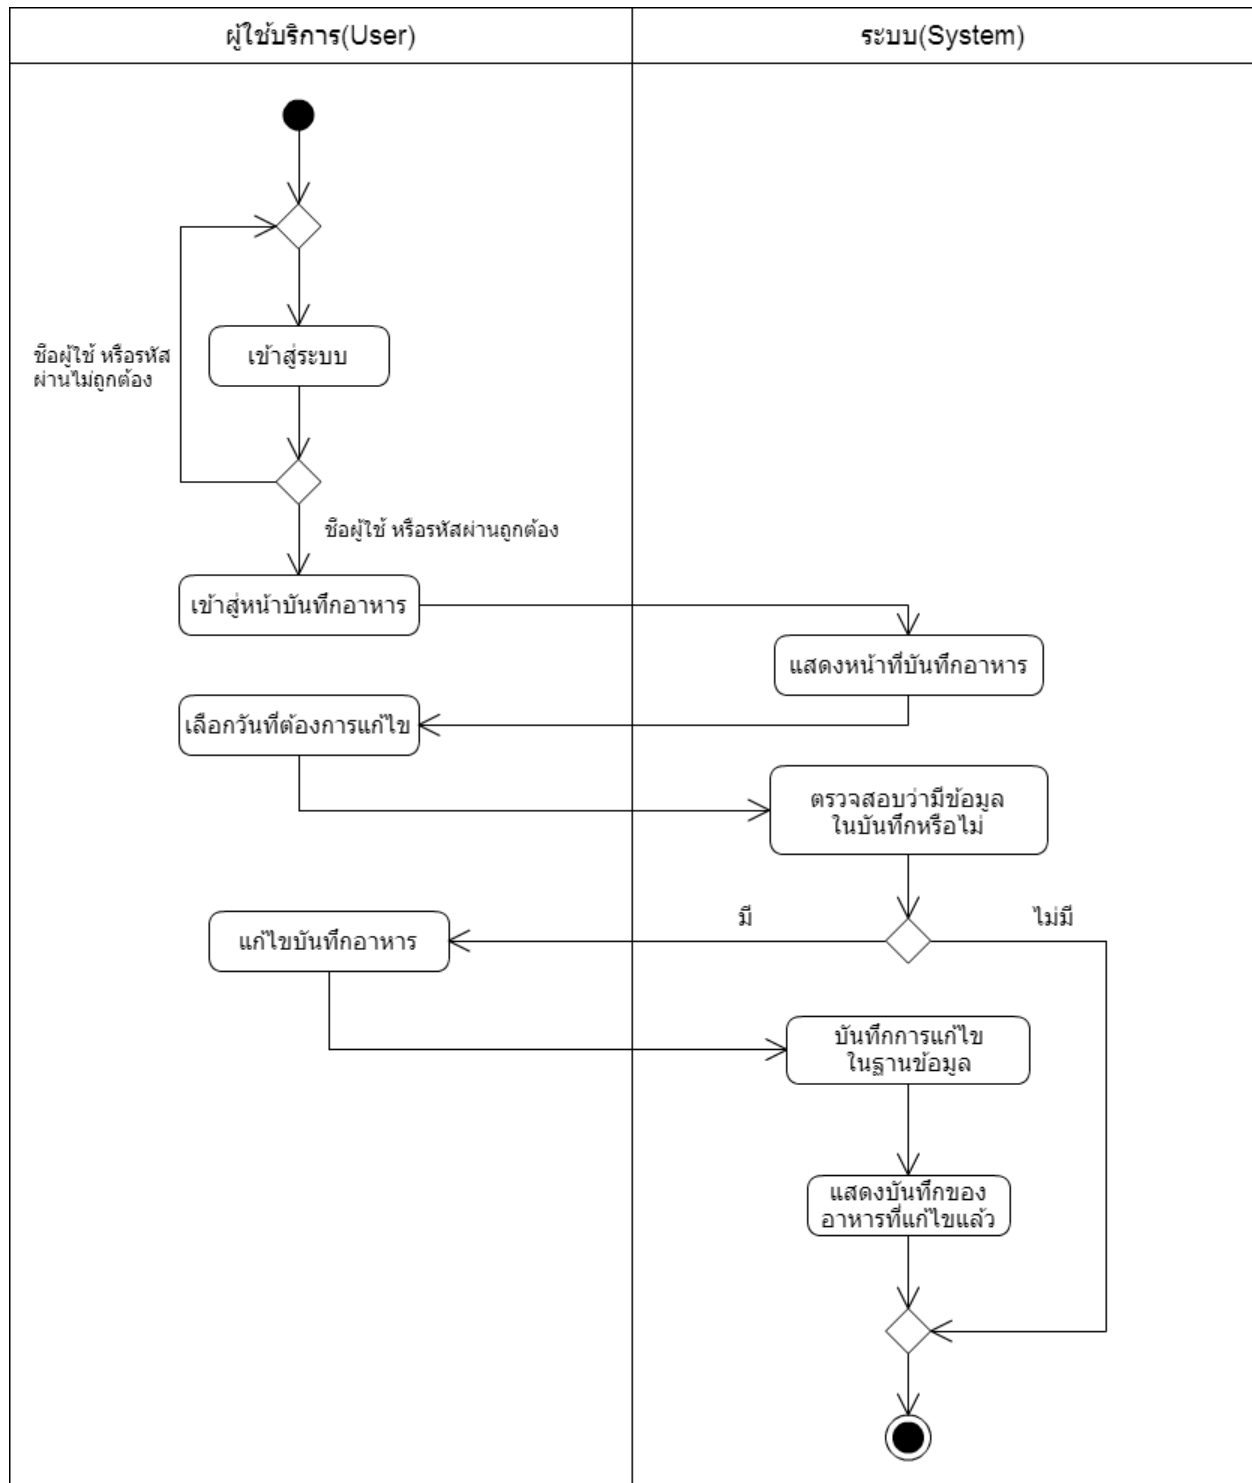 ผู้ใช้บริการ(User)
ระบบ(System)
ชื่อผู้ใช้ หรือรหัส
ผ่านไม่ถูกต้อง
เข้าสู่ระบบ
ชื่อผู้ใช้ หรือรหัสผ่านถูกต้อง
เข้าสู่หน้าบันทึกอาหาร
แสดงหน้าที่บันทึกอาหาร
เลือกวันที่ต้องการแก้ไข
ตรวจสอบว่ามีข้อมูล
ในบันทึกหรือไม่
มี
ไม่มี
แก้ไขบันทึกอาหาร
บันทึกการแก้ไข
ในฐานข้อมูล
แสดงบันทึกของ
อาหารที่แก้ไขแล้ว